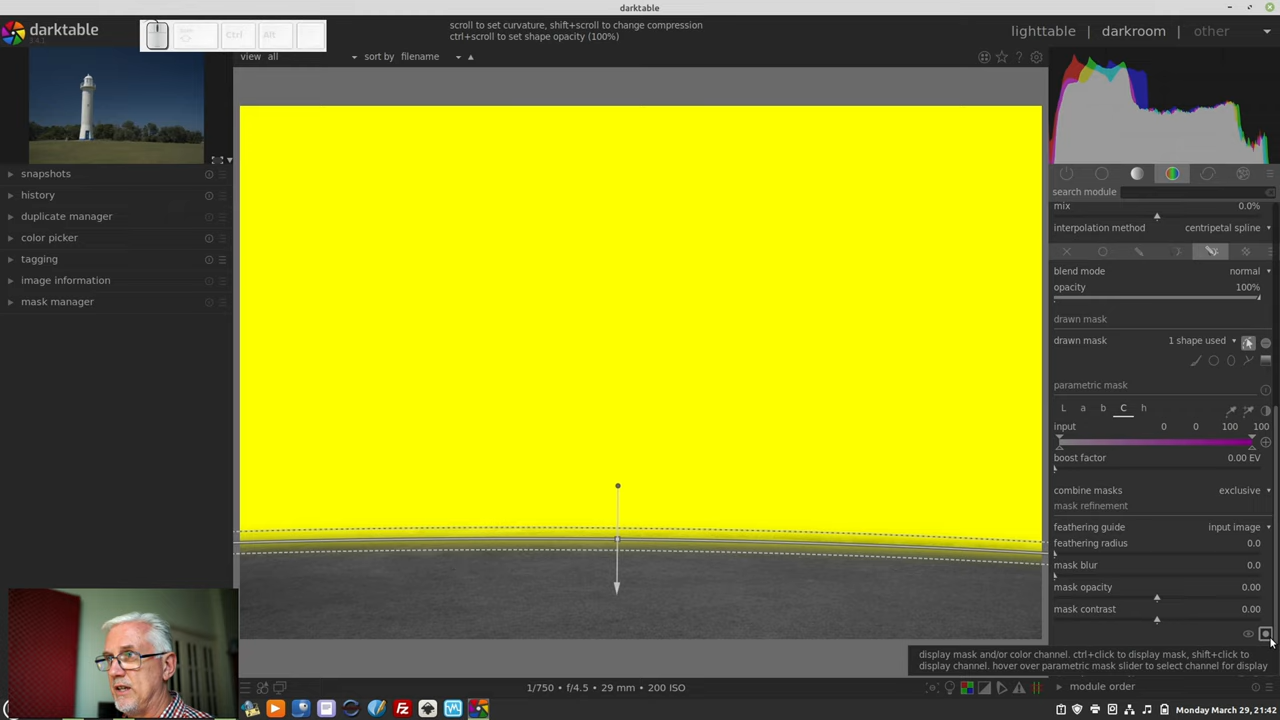 darktable
darktable
3.4.1
Ctrl
Alt
scroll to set curvature, shift+scroll to change compression
ctrl+scroll to set shape opacity (100%)
lighttable | darkroom | other
view all
sort by filename
snapshots
history
duplicate manager
color picker
tagging
image information
mask manager
search module
mix 0.0%
interpolation method centripetal spline
blend mode normal
opacity 100%
drawn mask
drawn mask 1 shape used
parametric mask
L a b C h
input 0 0 100 100
boost factor 0.00 EV
combine masks exclusive
mask refinement
feathering guide input image
feathering radius 0.0
mask blur 0.0
mask opacity 0.00
mask contrast 0.00
display mask and/or color channel. ctrl+click to display mask, shift+click to
display channel. hover over parametric mask slider to select channel for display
1/750 • f/4.5 • 29 mm • 200 ISO
module order
Monday March 29, 21:42